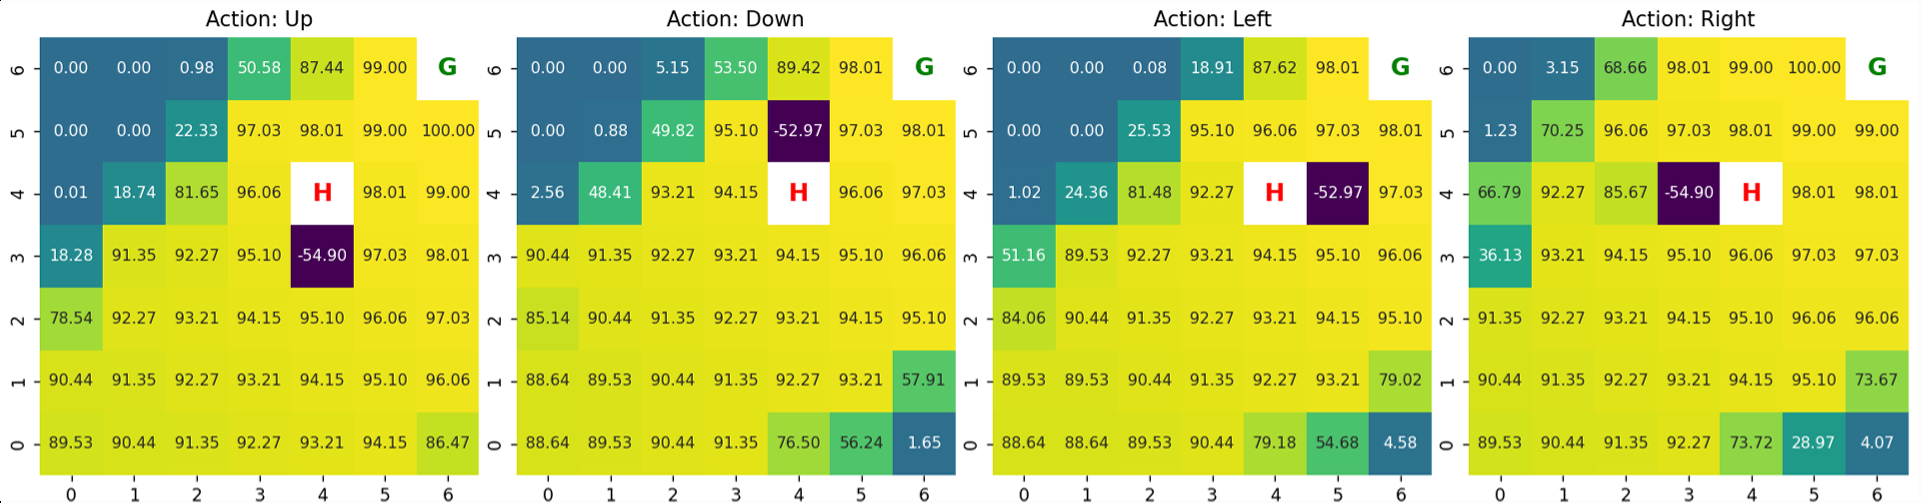 Action: Up
6 0.00 0.00 0.98 50.58 87.44 99.00 G
5 0.00 0.00 22.33 97.03 98.01 99.00 100.00
4 0.01 18.74 81.65 96.06 H 98.01 99.00
3 18.28 91.35 92.27 95.10 -54.90 97.03 98.01
2 78.54 92.27 93.21 94.15 95.10 96.06 97.03
1 90.44 91.35 92.27 93.21 94.15 95.10 96.06
0 89.53 90.44 91.35 92.27 93.21 94.15 86.47
0 1 2 3 4 5 6
Action: Down
6 0.00 0.00 5.15 53.50 89.42 98.01 G
5 0.00 0.88 49.82 95.10 -52.97 97.03 98.01
4 2.56 48.41 93.21 94.15 H 96.06 97.03
3 90.44 91.35 92.27 93.21 94.15 95.10 96.06
2 85.14 90.44 91.35 92.27 93.21 94.15 95.10
1 88.64 89.53 90.44 91.35 92.27 93.21 57.91
0 88.64 89.53 90.44 91.35 76.50 56.24 1.65
0 1 2 3 4 5 6
Action: Left
6 0.00 0.00 0.08 18.91 87.62 98.01 G
5 0.00 0.00 25.53 95.10 96.06 97.03 98.01
4 1.02 24.36 81.48 92.27 H -52.97 97.03
3 51.16 89.53 92.27 93.21 94.15 95.10 96.06
2 84.06 90.44 91.35 92.27 93.21 94.15 95.10
1 89.53 89.53 90.44 91.35 92.27 93.21 79.02
0 88.64 88.64 89.53 90.44 79.18 54.68 4.58
0 1 2 3 4 5 6
Action: Right
6 0.00 3.15 68.66 98.01 99.00 100.00 G
5 1.23 70.25 96.06 97.03 98.01 99.00 99.00
4 66.79 92.27 85.67 -54.90 H 98.01 98.01
3 36.13 93.21 94.15 95.10 96.06 97.03 97.03
2 91.35 92.27 93.21 94.15 95.10 96.06 96.06
1 90.44 91.35 92.27 93.21 94.15 95.10 73.67
0 89.53 90.44 91.35 92.27 73.72 28.97 4.07
0 1 2 3 4 5 6